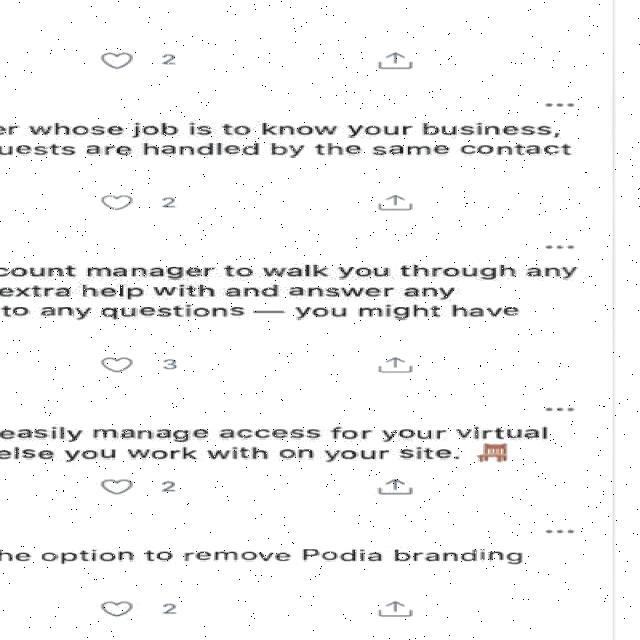 2
...
er whose job is to know your business,
uests are handled by the same contact
2
...
count manager to walk you through any
extra help with and answer any
to any questions — you might have
3
...
easily manage access for your virtual
else you work with on your site.
2
...
he option to remove Podia branding
2